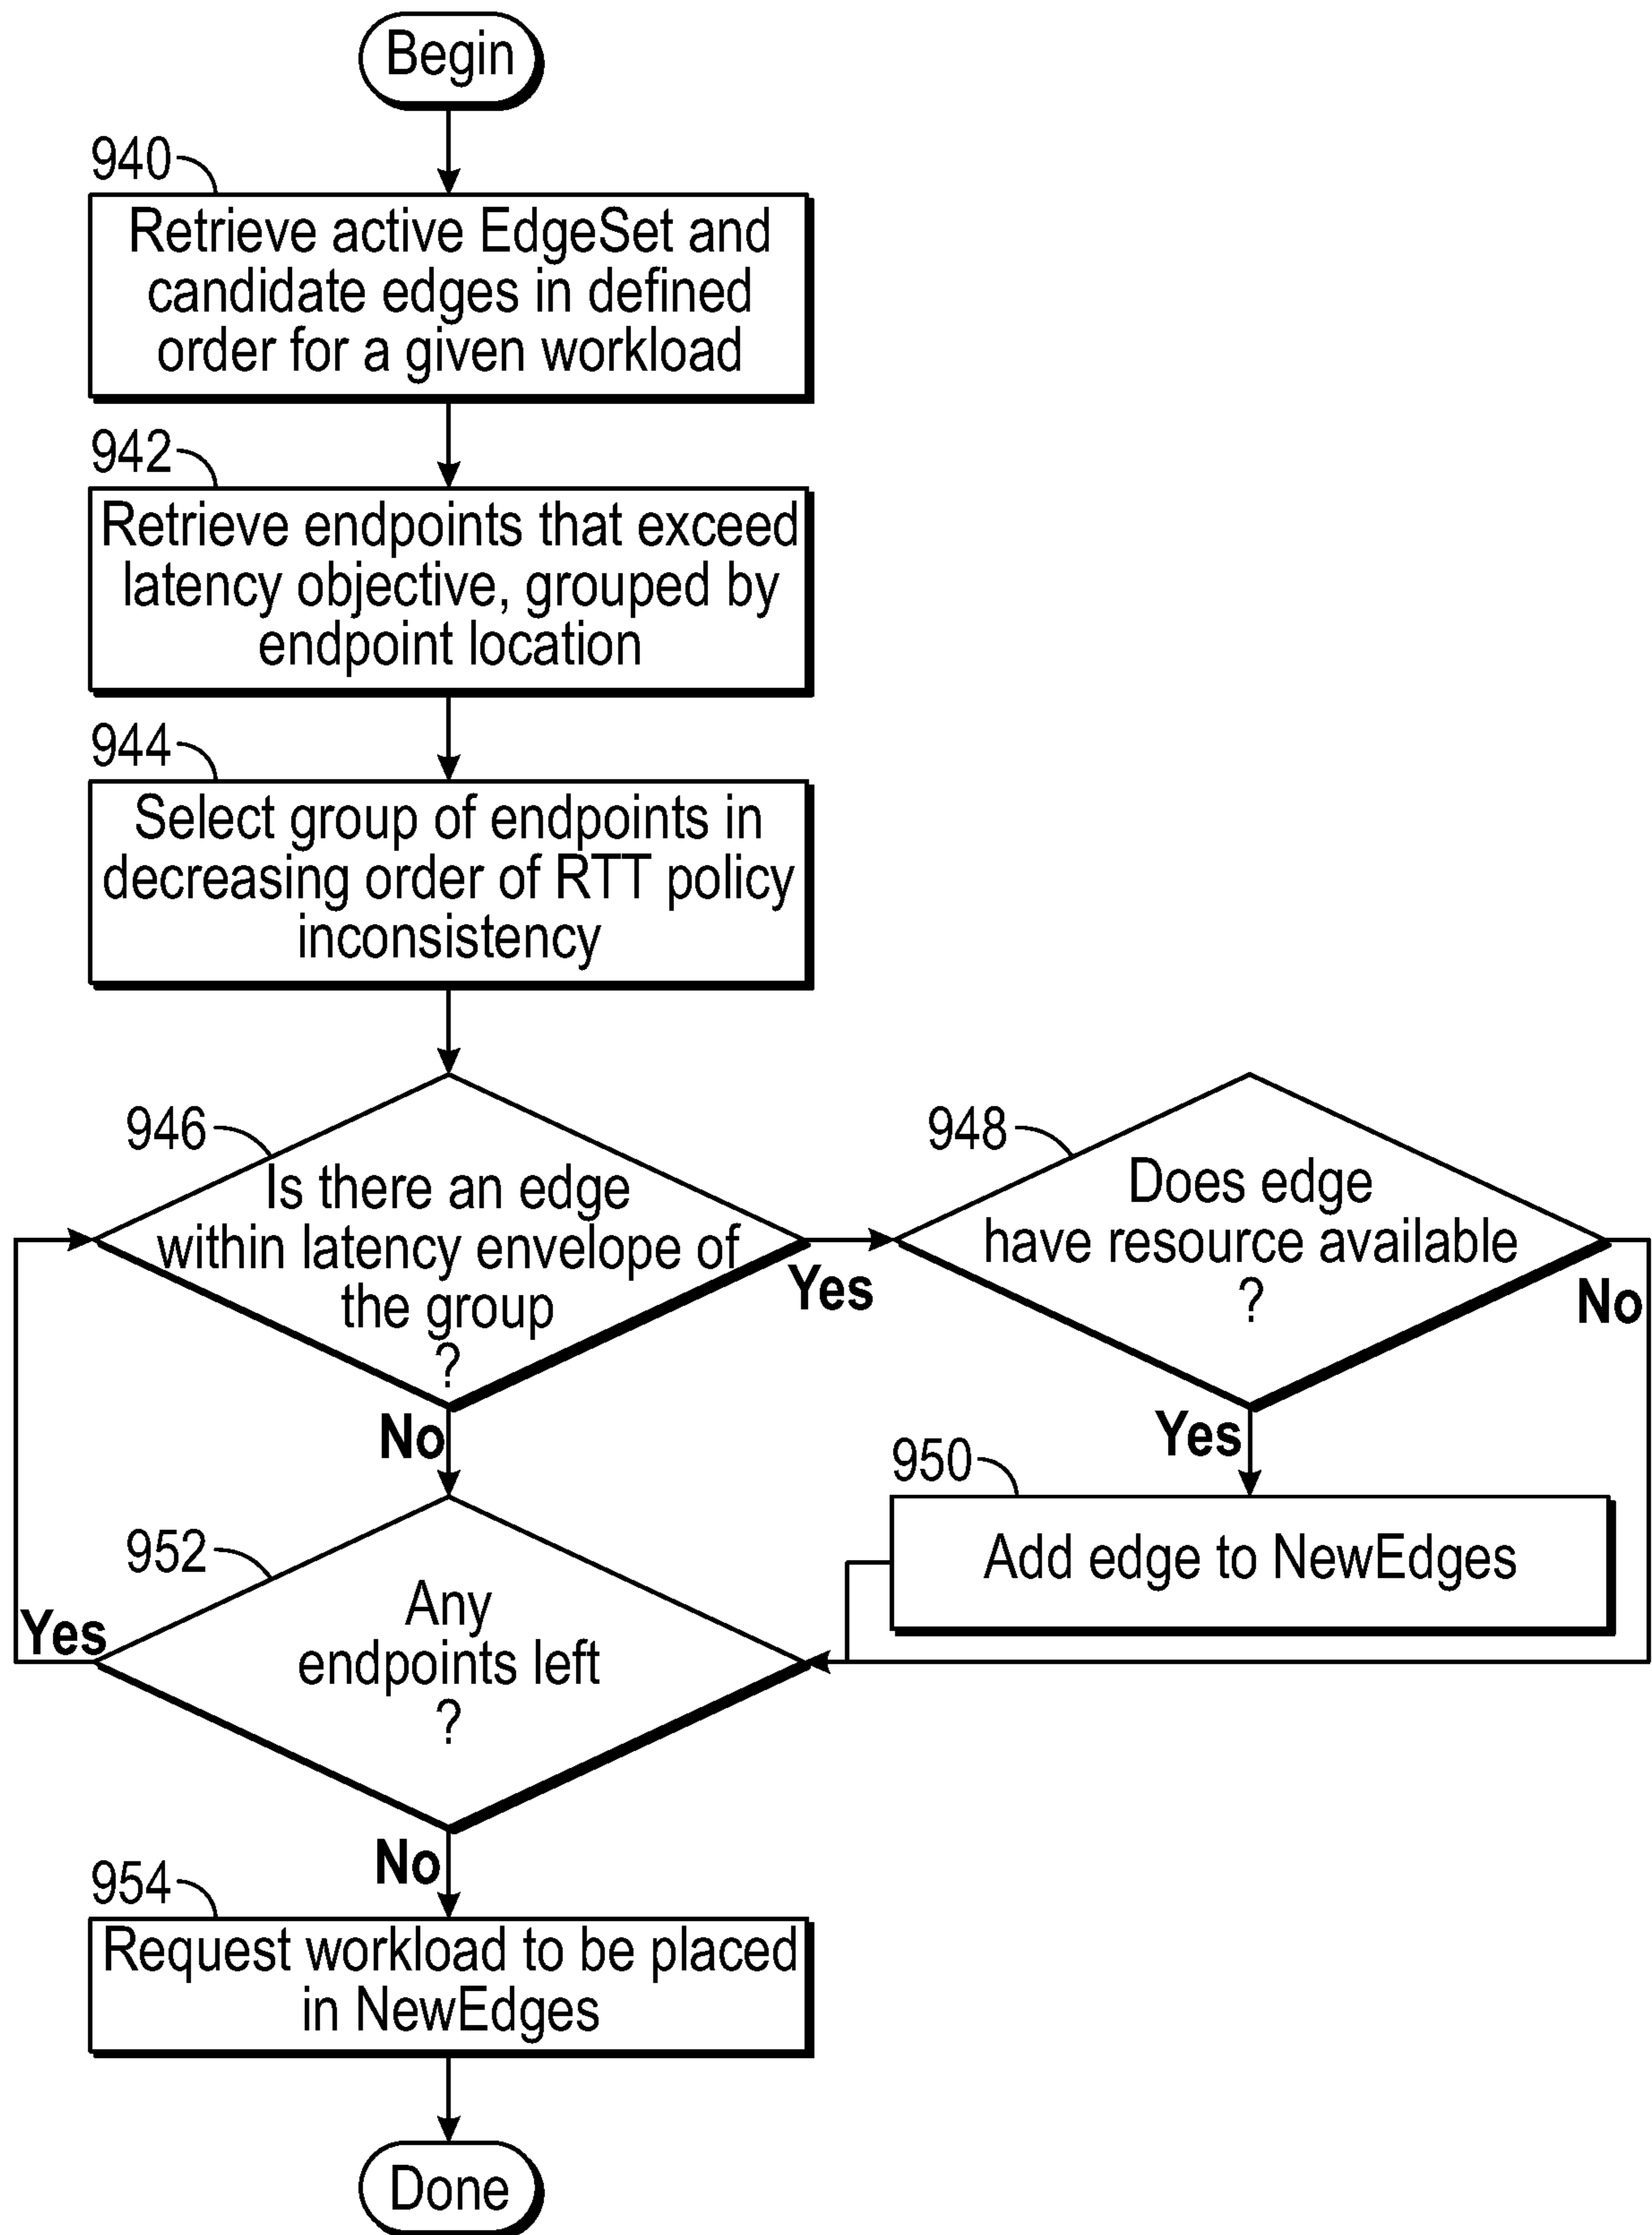 Begin
940
Retrieve active EdgeSet and
candidate edges in defined
order for a given workload
942
Retrieve endpoints that exceed
latency objective, grouped by
endpoint location
944
Select group of endpoints in
decreasing order of RTT policy
inconsistency
946
Is there an edge
within latency envelope of
the group
?
Yes
No
948
Does edge
have resource available
?
No
Yes
950
Add edge to NewEdges
952
Any
endpoints left
?
Yes
No
954
Request workload to be placed
in NewEdges
Done